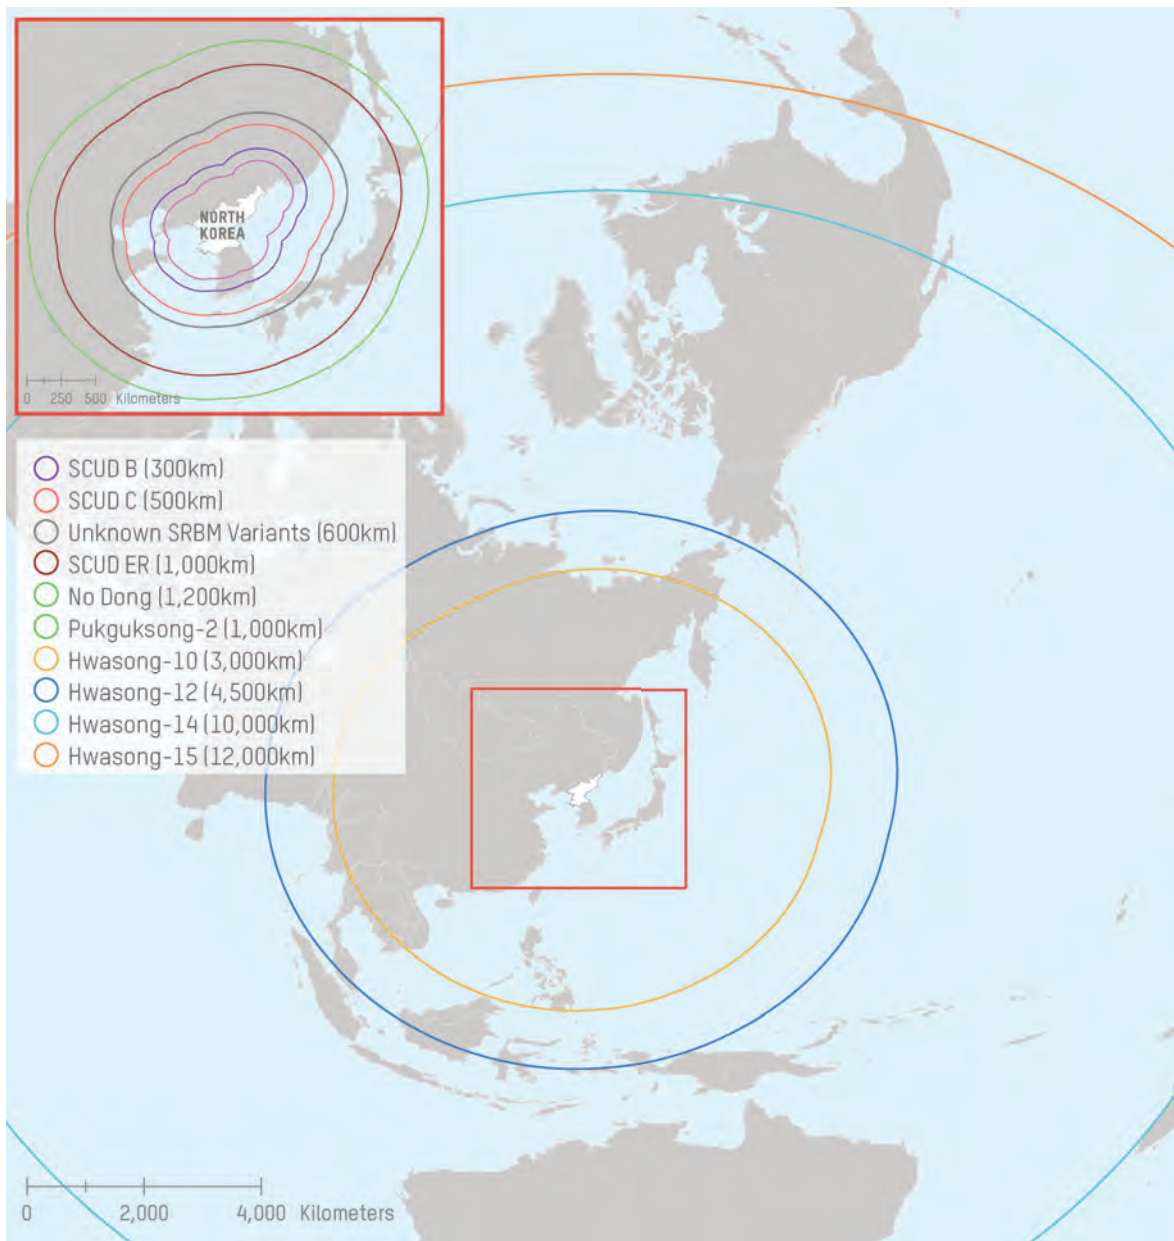 NORTH
KOREA
0 250 500 Kilometers
SCUD B (300km)
SCUD C (500km)
Unknown SRBM Variants (600km)
SCUD ER (1,000km)
No Dong (1,200km)
Pukguksong-2 (1,000km)
Hwasong-10 (3,000km)
Hwasong-12 (4,500km)
Hwasong-14 (10,000km)
Hwasong-15 (12,000km)
0 2,000 4,000 Kilometers